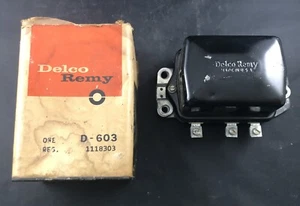 Delco
Remy
ONE D-603
REG. 1118303
Delco Remy